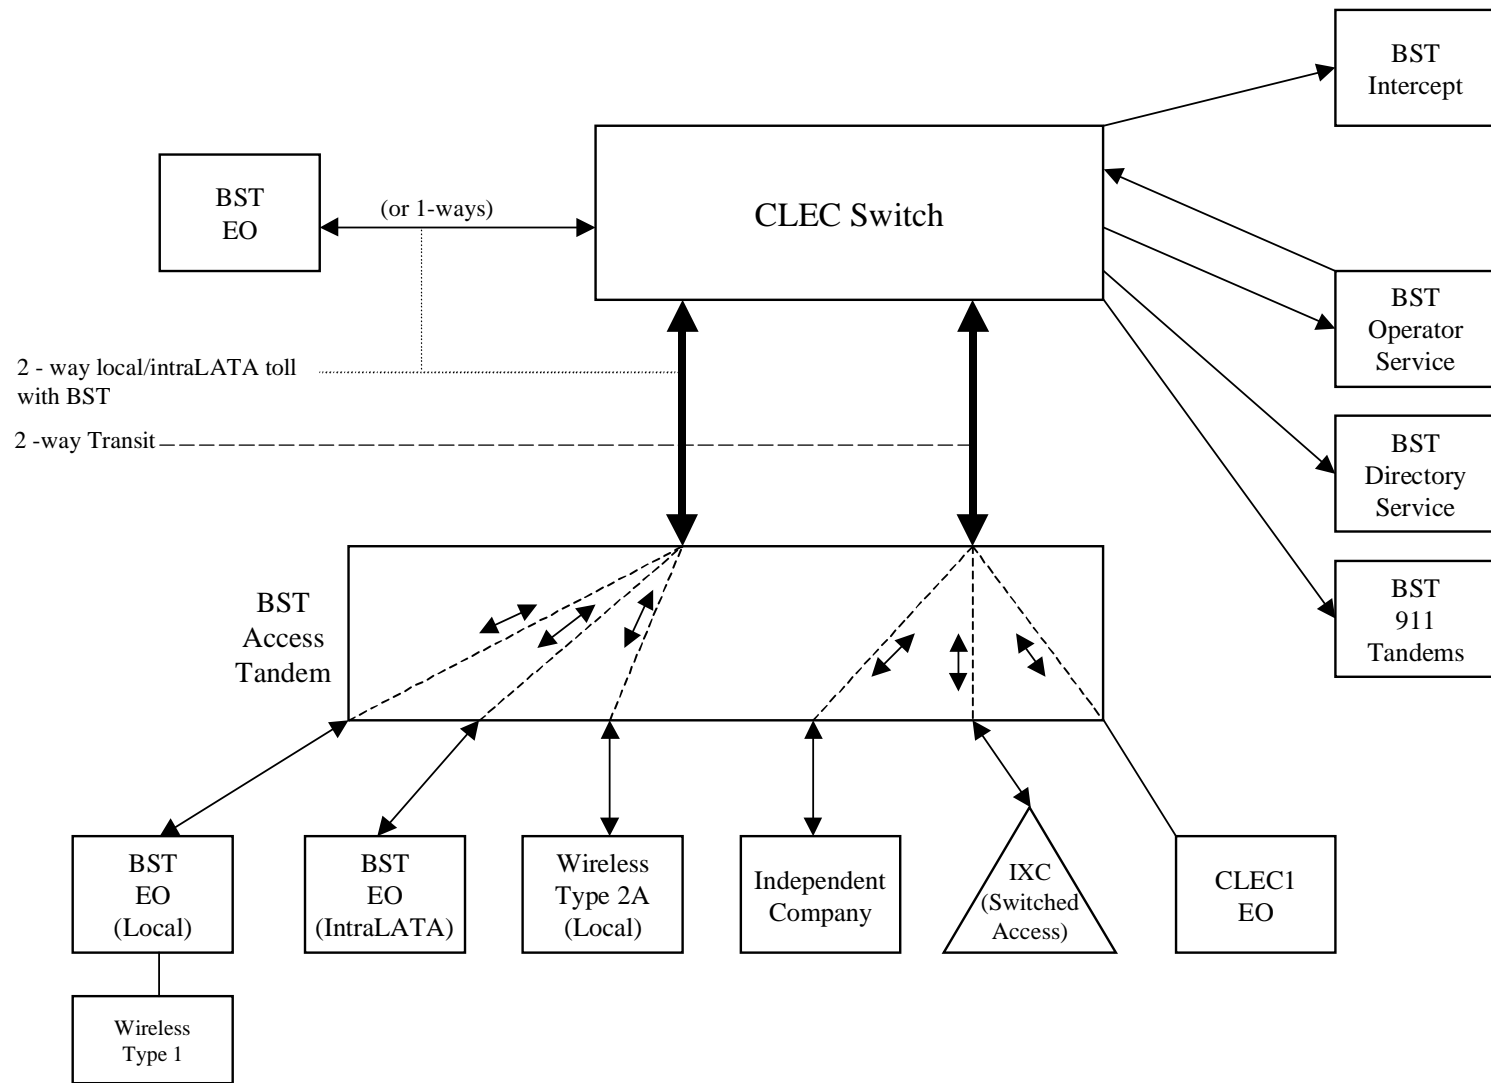 BST
Intercept
BST
EO
(or 1-ways)
CLEC Switch
BST
Operator
Service
2 - way local/intraLATA toll
with BST
2 -way Transit
BST
Directory
Service
BST
Access
Tandem
BST
911
Tandems
BST
EO
(Local)
BST
EO
(IntraLATA)
Wireless
Type 2A
(Local)
Independent
Company
IXC
(Switched
Access)
CLEC1
EO
Wireless
Type 1